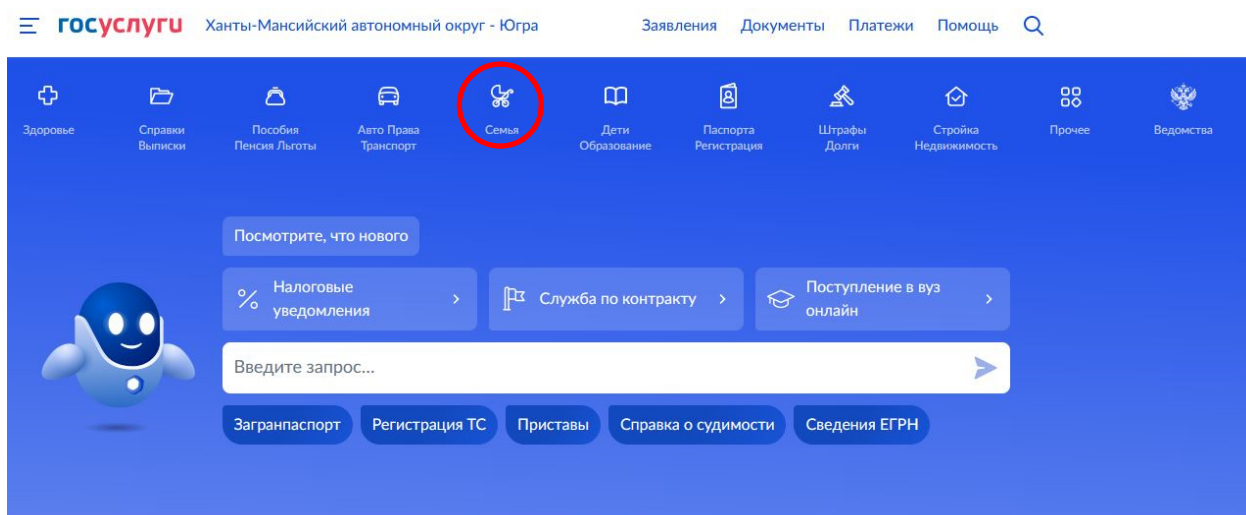 госуслуги Ханты-Мансийский автономный округ - Югра Заявления Документы Платежи Помощь
Здоровье
Справки
Выписки
Пособия
Пенсия Льготы
Авто Права
Транспорт
Семья
Дети
Образование
Паспорта
Регистрация
Штрафы
Долги
Стройка
Недвижимость
Прочее
Ведомства
Посмотрите, что нового
Налоговые
уведомления
Служба по контракту
Поступление в вуз
онлайн
Введите запрос...
Загранпаспорт Регистрация ТС Приставы Справка о судимости Сведения ЕГРН